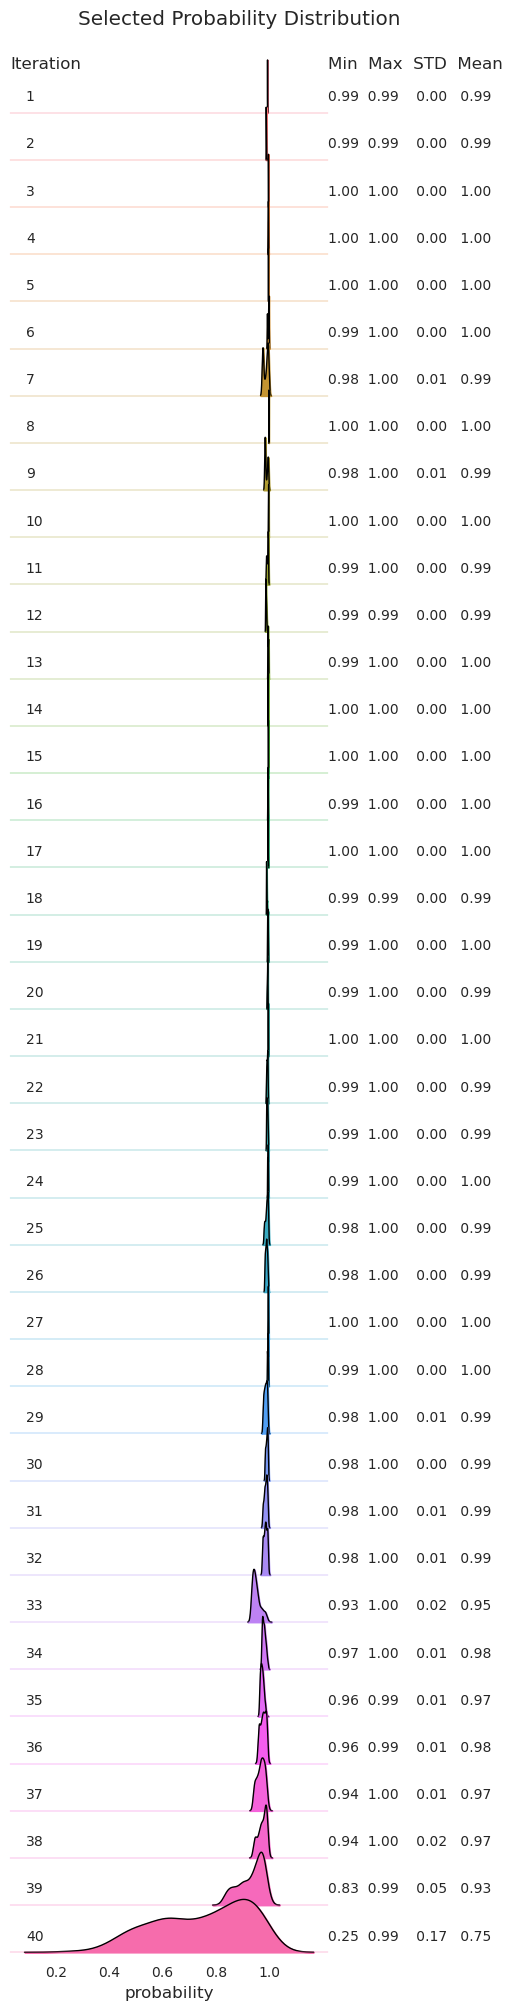 Selected Probability Distribution
Iteration Min Max STD Mean
1 0.99 0.99 0.00 0.99
2 0.99 0.99 0.00 0.99
3 1.00 1.00 0.00 1.00
4 1.00 1.00 0.00 1.00
5 1.00 1.00 0.00 1.00
6 0.99 1.00 0.00 1.00
7 0.98 1.00 0.01 0.99
8 1.00 1.00 0.00 1.00
9 0.98 1.00 0.01 0.99
10 1.00 1.00 0.00 1.00
11 0.99 1.00 0.00 0.99
12 0.99 0.99 0.00 0.99
13 0.99 1.00 0.00 1.00
14 1.00 1.00 0.00 1.00
15 1.00 1.00 0.00 1.00
16 0.99 1.00 0.00 1.00
17 1.00 1.00 0.00 1.00
18 0.99 0.99 0.00 0.99
19 0.99 1.00 0.00 1.00
20 0.99 1.00 0.00 0.99
21 1.00 1.00 0.00 1.00
22 0.99 1.00 0.00 0.99
23 0.99 1.00 0.00 0.99
24 0.99 1.00 0.00 1.00
25 0.98 1.00 0.00 0.99
26 0.98 1.00 0.00 0.99
27 1.00 1.00 0.00 1.00
28 0.99 1.00 0.00 1.00
29 0.98 1.00 0.01 0.99
30 0.98 1.00 0.00 0.99
31 0.98 1.00 0.01 0.99
32 0.98 1.00 0.01 0.99
33 0.93 1.00 0.02 0.95
34 0.97 1.00 0.01 0.98
35 0.96 0.99 0.01 0.97
36 0.96 0.99 0.01 0.98
37 0.94 1.00 0.01 0.97
38 0.94 1.00 0.02 0.97
39 0.83 0.99 0.05 0.93
40 0.25 0.99 0.17 0.75
0.2 0.4 0.6 0.8 1.0
probability